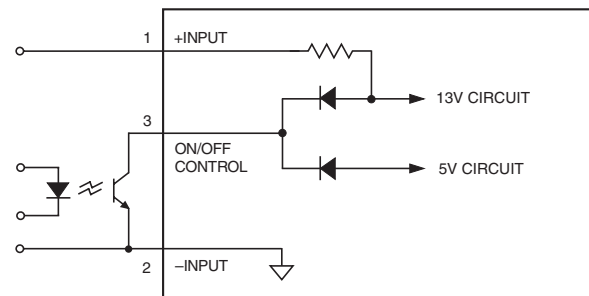 1 +INPUT
13V CIRCUIT
3
ON/OFF
CONTROL
5V CIRCUIT
2 –INPUT